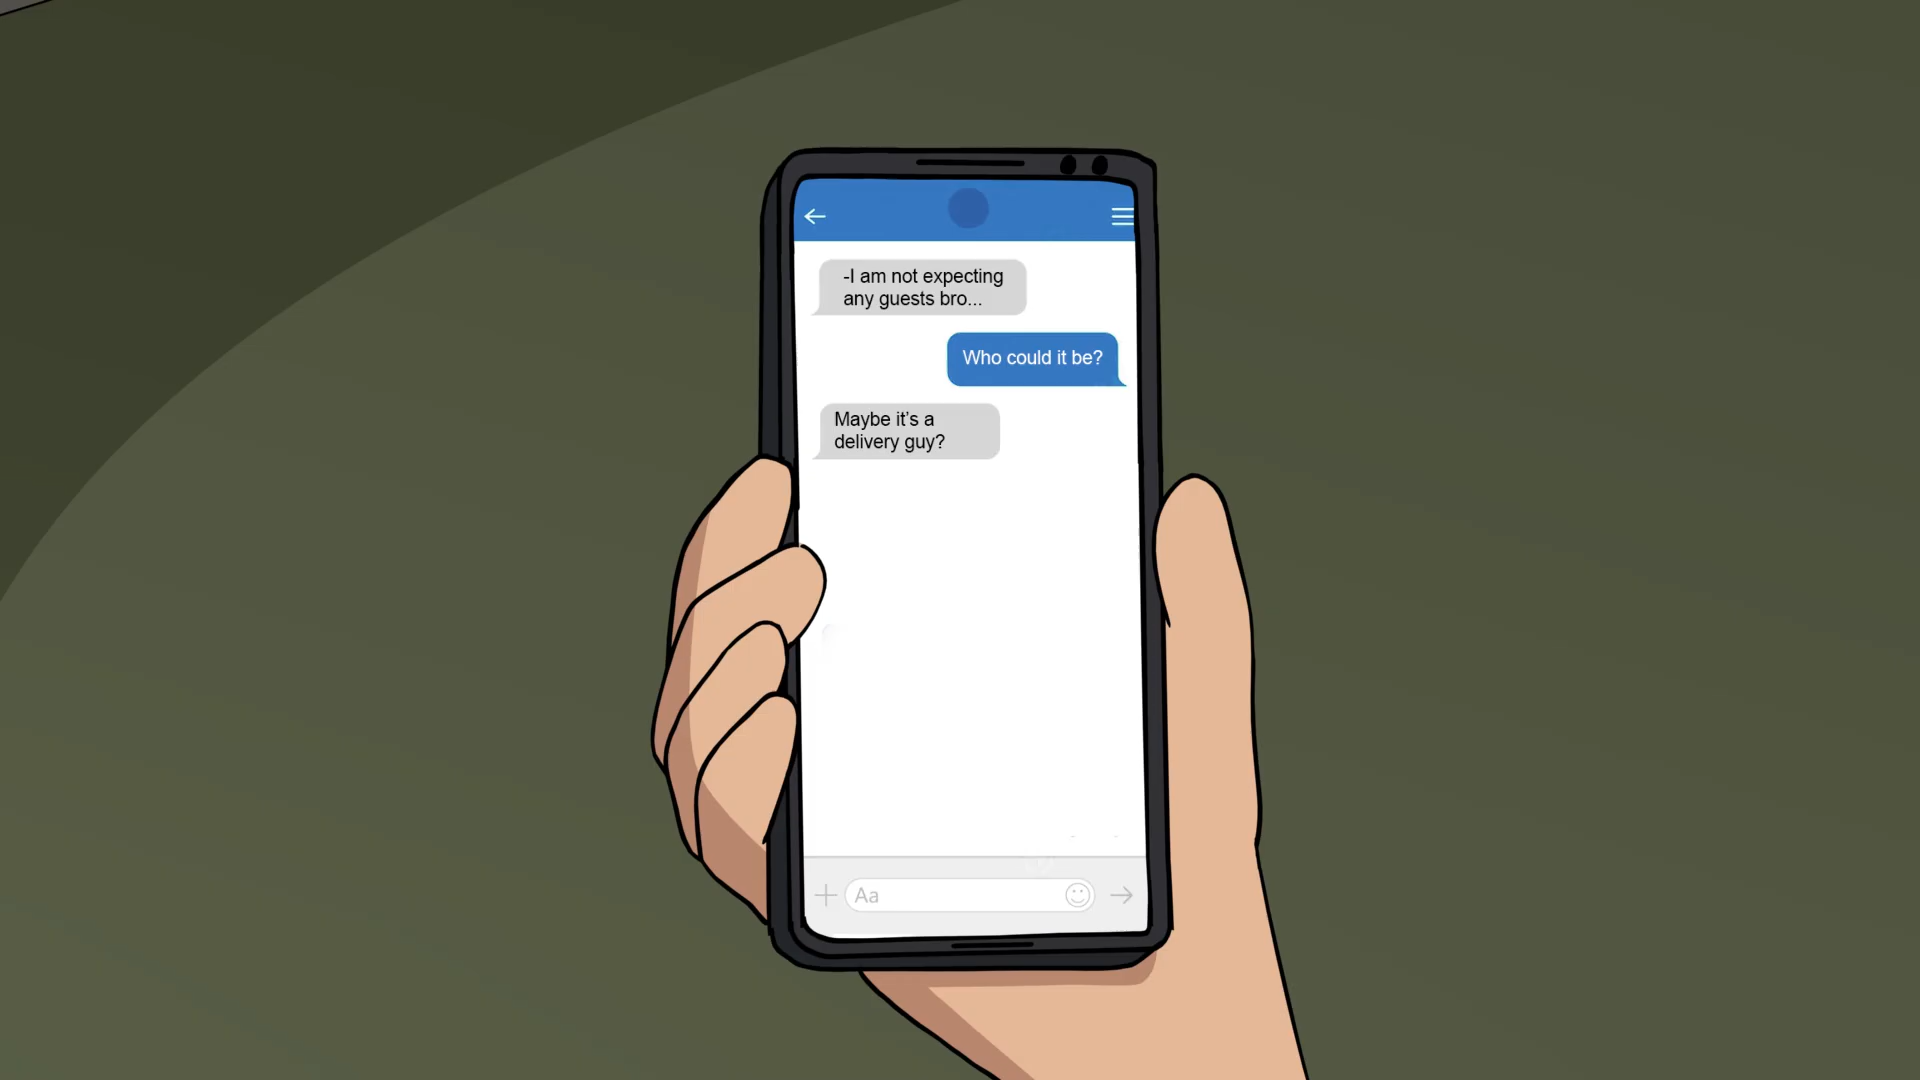 -I am not expecting
any guests bro...
Who could it be?
Maybe it's a
delivery guy?
Aa